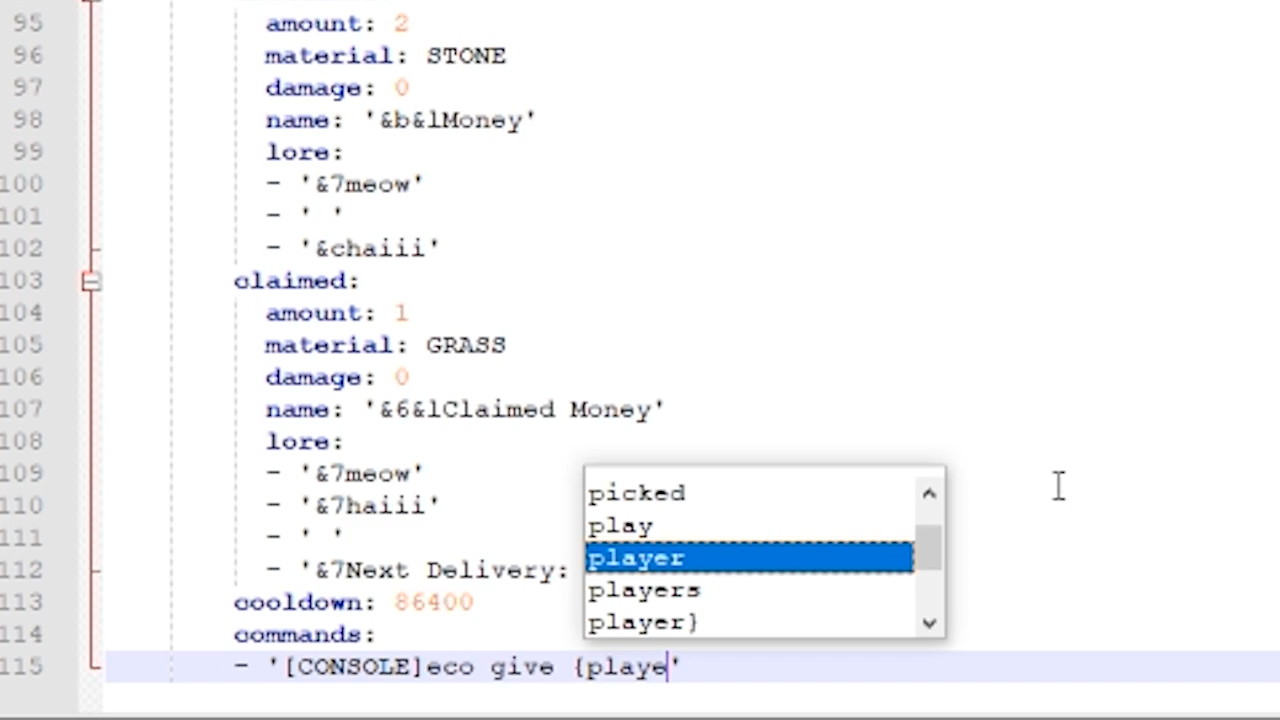 95 amount: 2
96 material: STONE
97 damage: 0
98 name: '&b&lMoney'
99 lore:
100 - '&7meow'
101 - ' '
102 - '&chaiii'
103 claimed:
104 amount: 1
105 material: GRASS
106 damage: 0
107 name: '&6&lClaimed Money'
108 lore:
109 - '&7meow'
110 - '&7haiii'
111 - ' '
112 - '&7Next Delivery:
113 cooldown: 86400
114 commands:
115 - '[CONSOLE]eco give {playe'
picked
play
player
players
player}